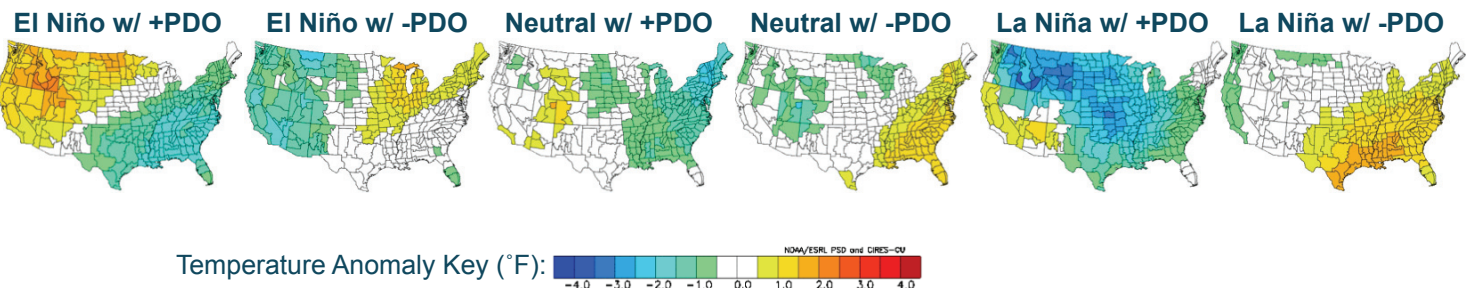 El Niño w/ +PDO
El Niño w/ -PDO
Neutral w/ +PDO
Neutral w/ -PDO
La Niña w/ +PDO
La Niña w/ -PDO
NOAA/ESRL PSD and CIRES-CU
Temperature Anomaly Key (˚F):
-4.0 -3.0 -2.0 -1.0 0.0 1.0 2.0 3.0 4.0